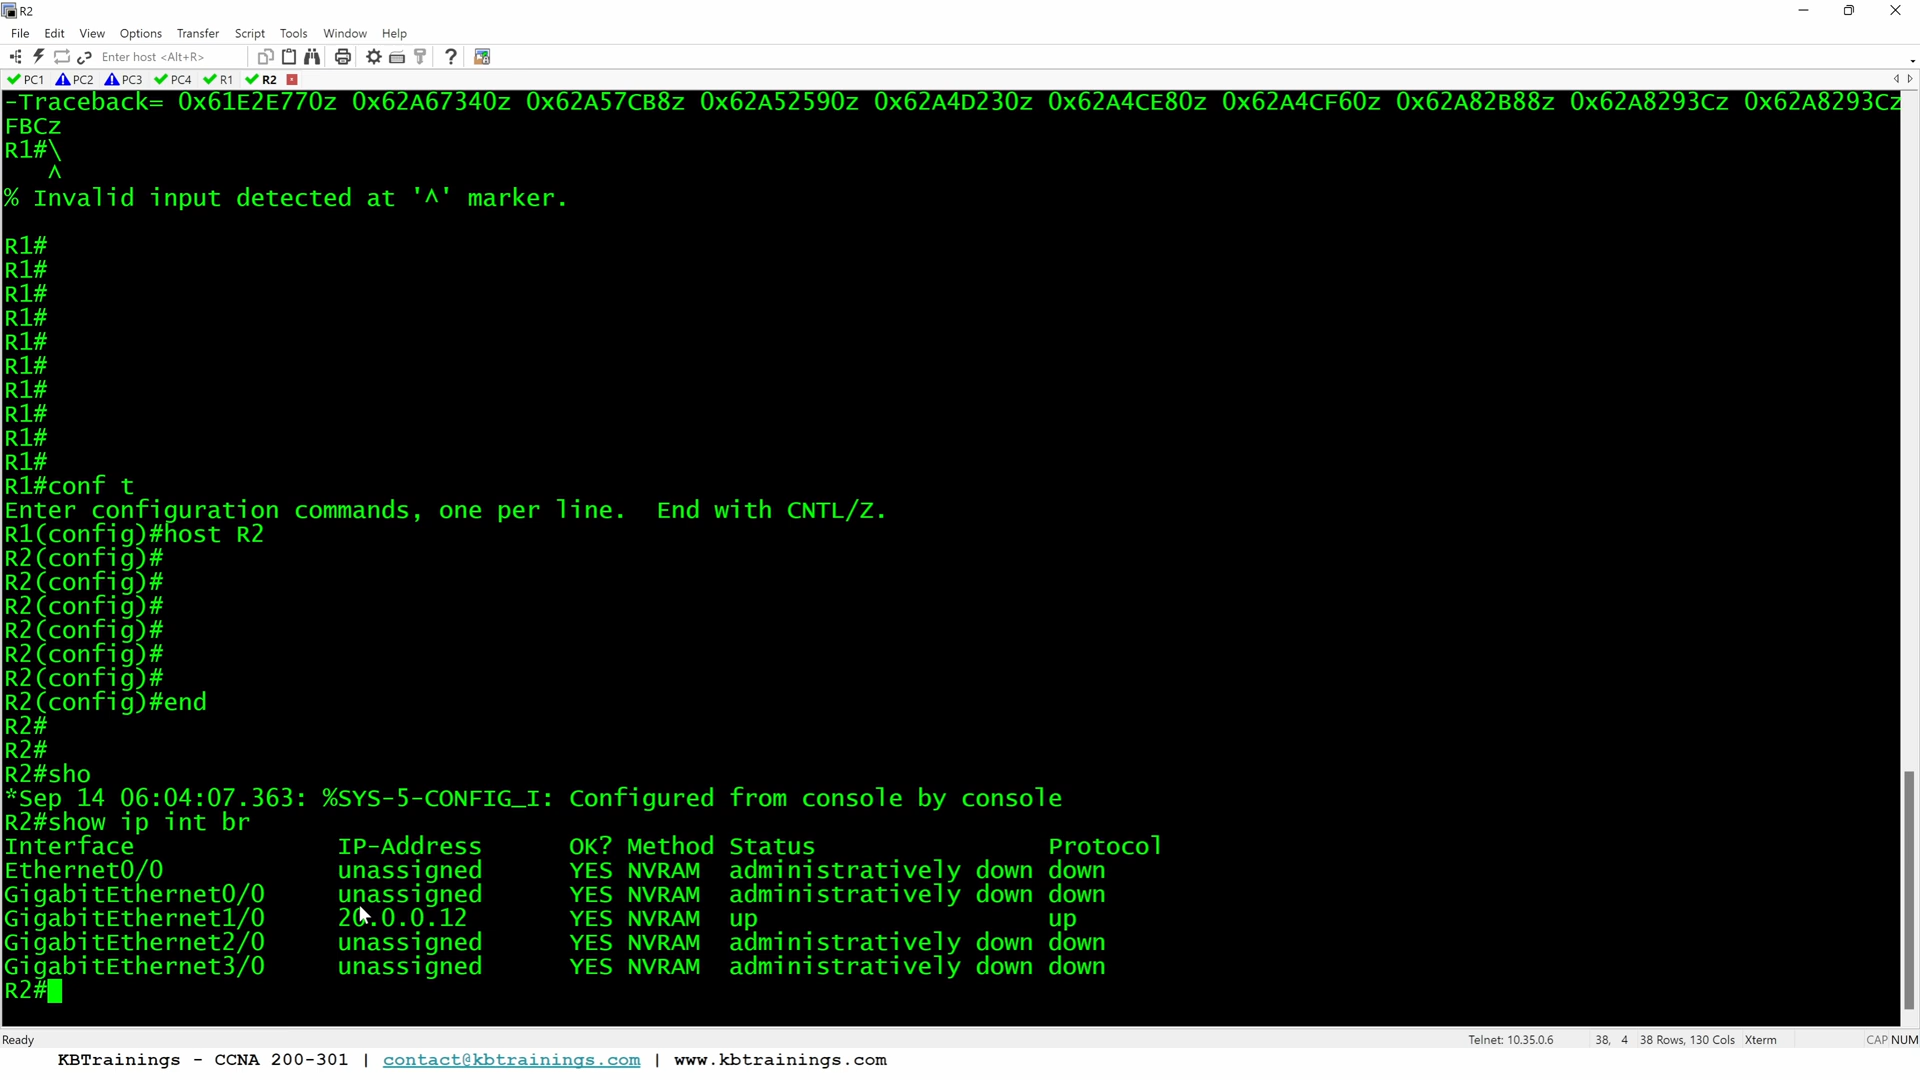 R2
File Edit View Options Transfer Script Tools Window Help
Enter host <Alt+R>
PC1 PC2 PC3 PC4 R1 R2
-Traceback= 0x61E2E770z 0x62A67340z 0x62A57CB8z 0x62A52590z 0x62A4D230z 0x62A4CE80z 0x62A4CF60z 0x62A82B88z 0x62A8293Cz 0x62A8293Cz
FBCz
R1#\
^
% Invalid input detected at '^' marker.
R1#
R1#
R1#
R1#
R1#
R1#
R1#
R1#
R1#
R1#
R1#conf t
Enter configuration commands, one per line. End with CNTL/Z.
R1(config)#host R2
R2(config)#
R2(config)#
R2(config)#
R2(config)#
R2(config)#
R2(config)#
R2(config)#end
R2#
R2#
R2#sho
*Sep 14 06:04:07.363: %SYS-5-CONFIG_I: Configured from console by console
R2#show ip int br
Interface IP-Address OK? Method Status Protocol
Ethernet0/0 unassigned YES NVRAM administratively down down
GigabitEthernet0/0 unassigned YES NVRAM administratively down down
GigabitEthernet1/0 20.0.0.12 YES NVRAM up up
GigabitEthernet2/0 unassigned YES NVRAM administratively down down
GigabitEthernet3/0 unassigned YES NVRAM administratively down down
R2#
Ready Telnet: 10.35.0.6 38, 4 38 Rows, 130 Cols Xterm CAP NUM
KBTrainings - CCNA 200-301 | contact@kbtrainings.com | www.kbtrainings.com